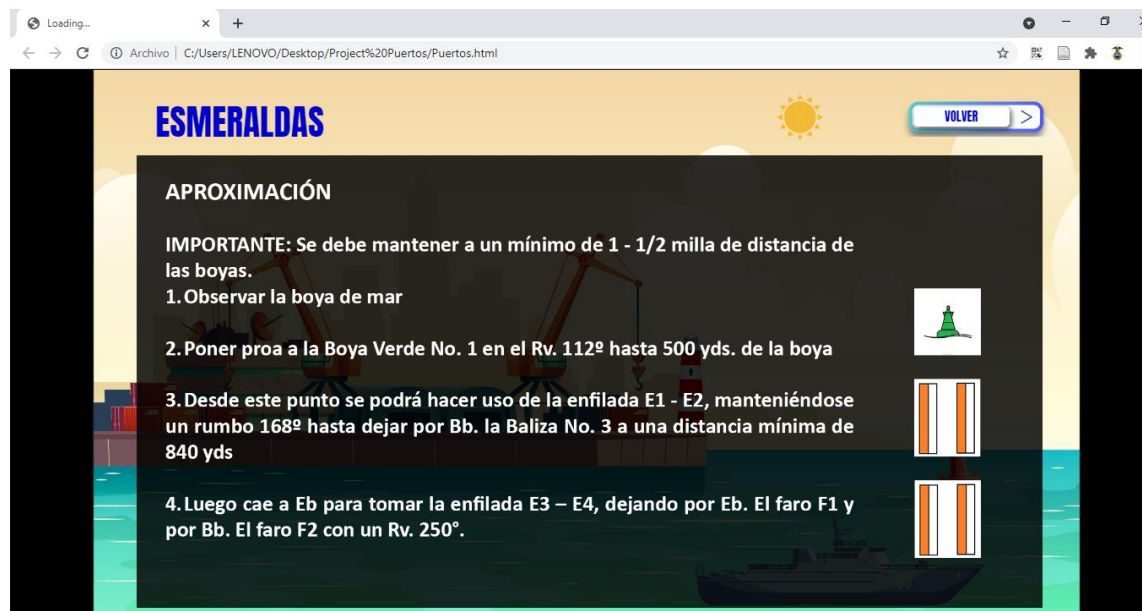 Loading...
Archivo | C:/Users/LENOVO/Desktop/Project%20Puertos/Puertos.html
ESMERALDAS
VOLVER
APROXIMACIÓN
IMPORTANTE: Se debe mantener a un mínimo de 1 - 1/2 milla de distancia de
las boyas.
1. Observar la boya de mar
2. Poner proa a la Boya Verde No. 1 en el Rv. 112º hasta 500 yds. de la boya
3. Desde este punto se podrá hacer uso de la enfilada E1 - E2, manteniéndose
un rumbo 168º hasta dejar por Bb. la Baliza No. 3 a una distancia mínima de
840 yds
4. Luego cae a Eb para tomar la enfilada E3 – E4, dejando por Eb. El faro F1 y
por Bb. El faro F2 con un Rv. 250°.